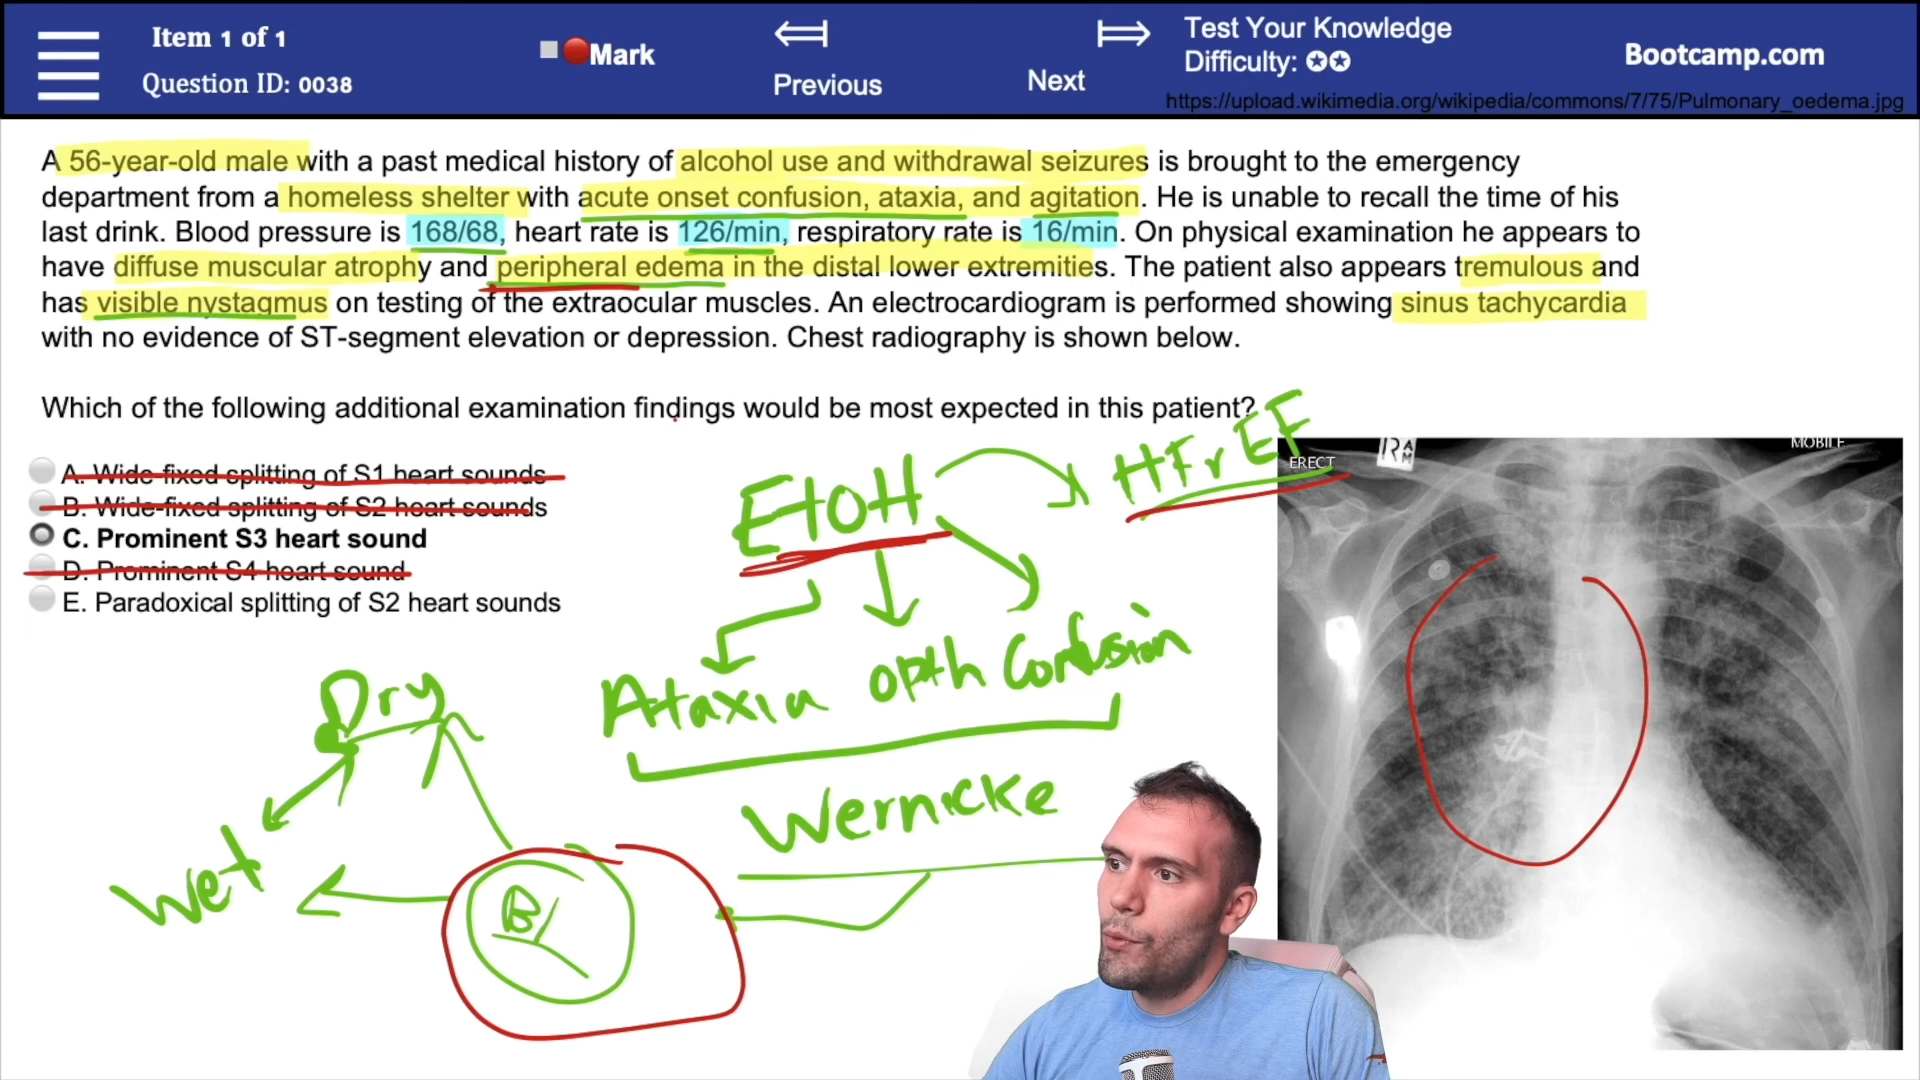 Item 1 of 1
Question ID: 0038
Mark
Previous
Next
Test Your Knowledge
Difficulty: ✪✪
Bootcamp.com
https://upload.wikimedia.org/wikipedia/commons/7/75/Pulmonary_oedema.jpg
A 56-year-old male with a past medical history of alcohol use and withdrawal seizures is brought to the emergency
department from a homeless shelter with acute onset confusion, ataxia, and agitation. He is unable to recall the time of his
last drink. Blood pressure is 168/68, heart rate is 126/min, respiratory rate is 16/min. On physical examination he appears to
have diffuse muscular atrophy and peripheral edema in the distal lower extremities. The patient also appears tremulous and
has visible nystagmus on testing of the extraocular muscles. An electrocardiogram is performed showing sinus tachycardia
with no evidence of ST-segment elevation or depression. Chest radiography is shown below.
Which of the following additional examination findings would be most expected in this patient?
A. Wide-fixed splitting of S1 heart sounds
B. Wide-fixed splitting of S2 heart sounds
C. Prominent S3 heart sound
D. Prominent S4 heart sound
E. Paradoxical splitting of S2 heart sounds
EtOH
HFrEF
Ataxia opth Confusion
Wernicke
Dry
Wet
B1
ERECT
R
MOBILE